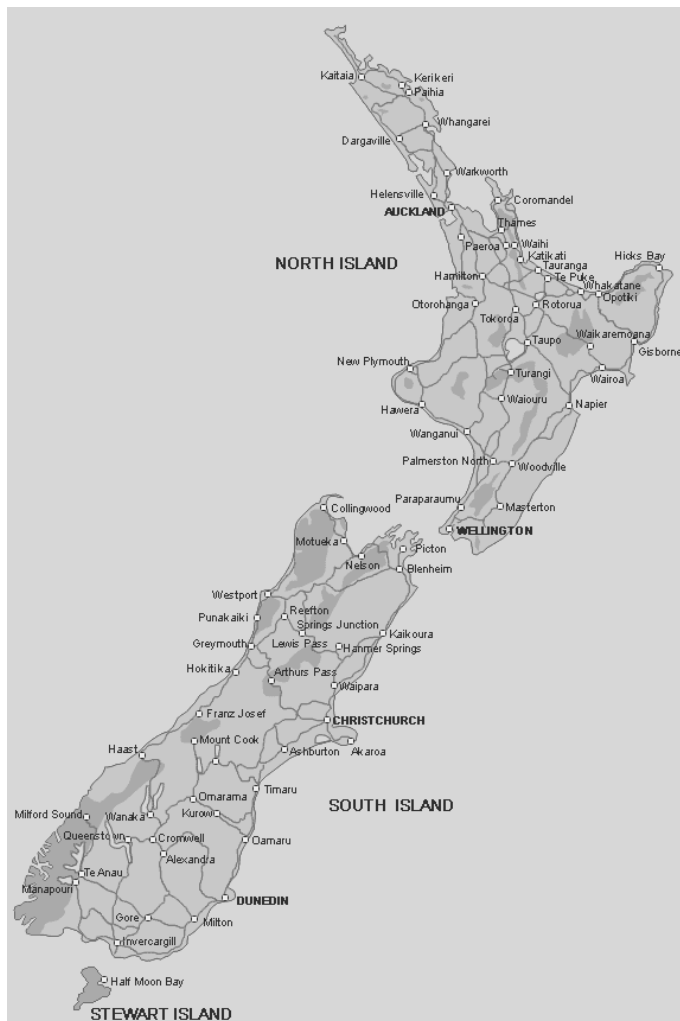 Kaitaia
Kerikeri
Paihia
Whangarei
Dargaville
Warkworth
Helensville
Coromandel
AUCKLAND
Thames
Paeroa
Waihi
Katikati
NORTH ISLAND
Hicks Bay
Tauranga
Hamilton
Te Puke
Whakatane
Opotiki
Otorohanga
Rotorua
Tokoroa
Waikaremoana
Taupo
Gisborne
New Plymouth
Turangi
Wairoa
Waiouru
Napier
Hawera
Wanganui
Palmerston North
Woodville
Paraparaumu
Masterton
Collingwood
WELLINGTON
Motueka
Picton
Nelson
Blenheim
Westport
Reefton
Punakaiki
Springs Junction
Kaikoura
Greymouth
Lewis Pass
Hanmer Springs
Hokitika
Arthurs Pass
Waipara
Franz Josef
CHRISTCHURCH
Mount Cook
Haast
Ashburton
Akaroa
Timaru
Omarama
SOUTH ISLAND
Milford Sound
Wanaka
Kurow
Queenstown
Cromwell
Oamaru
Alexandra
Te Anau
Manapouri
DUNEDIN
Gore
Milton
Invercargill
Half Moon Bay
STEWART ISLAND